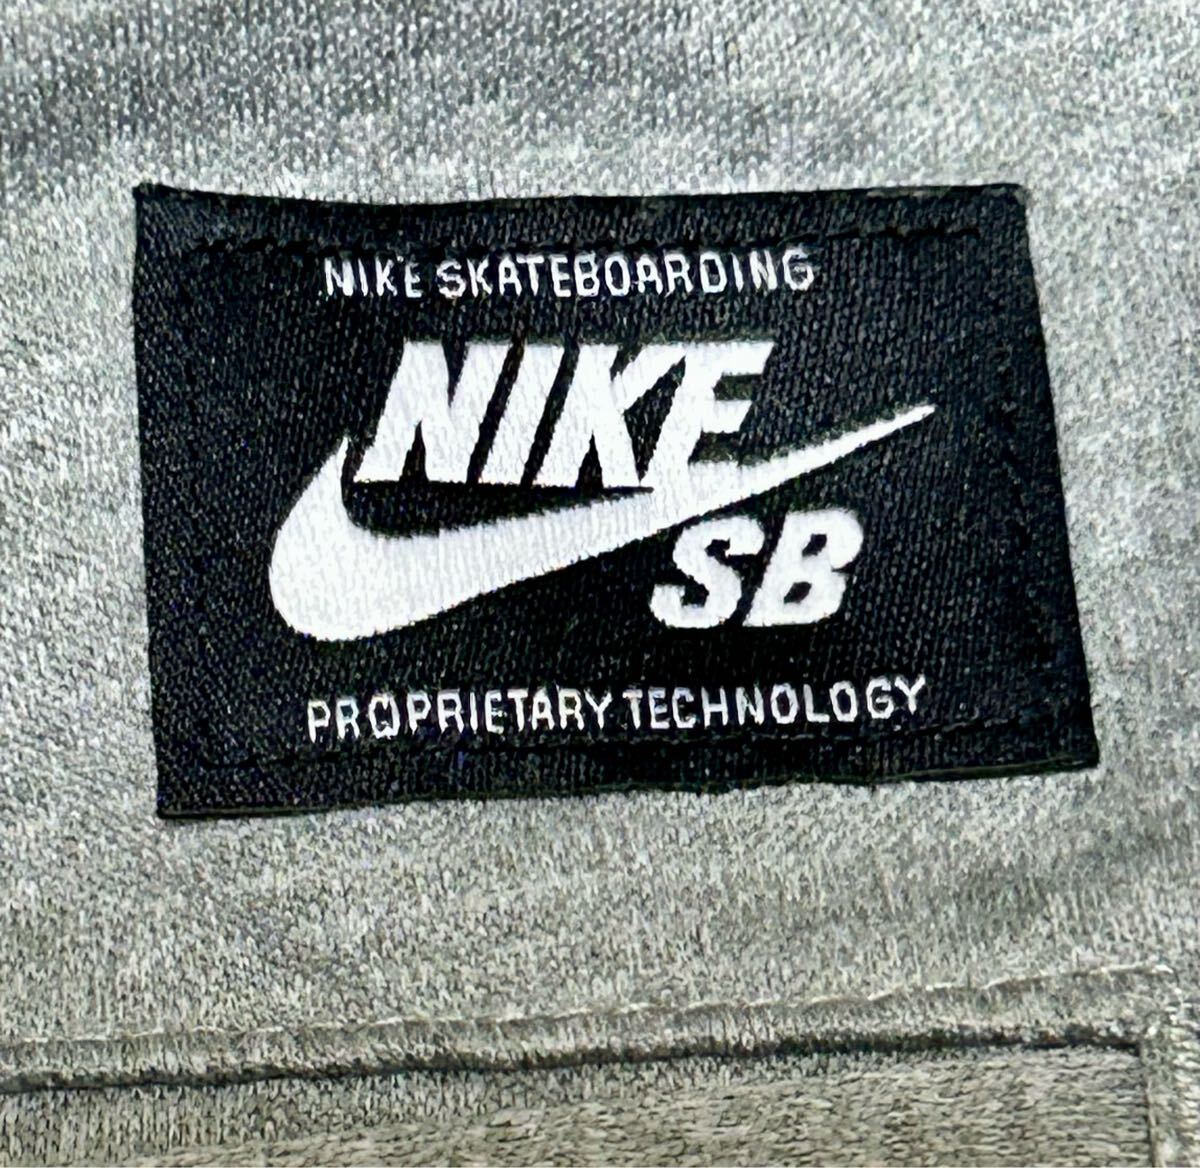 NIKE SKATEBOARDING
NIKE
SB
PROPRIETARY TECHNOLOGY